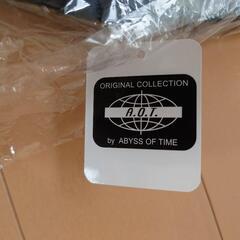 ORIGINAL COLLECTION
A.O.T.
by ABYSS OF TIME